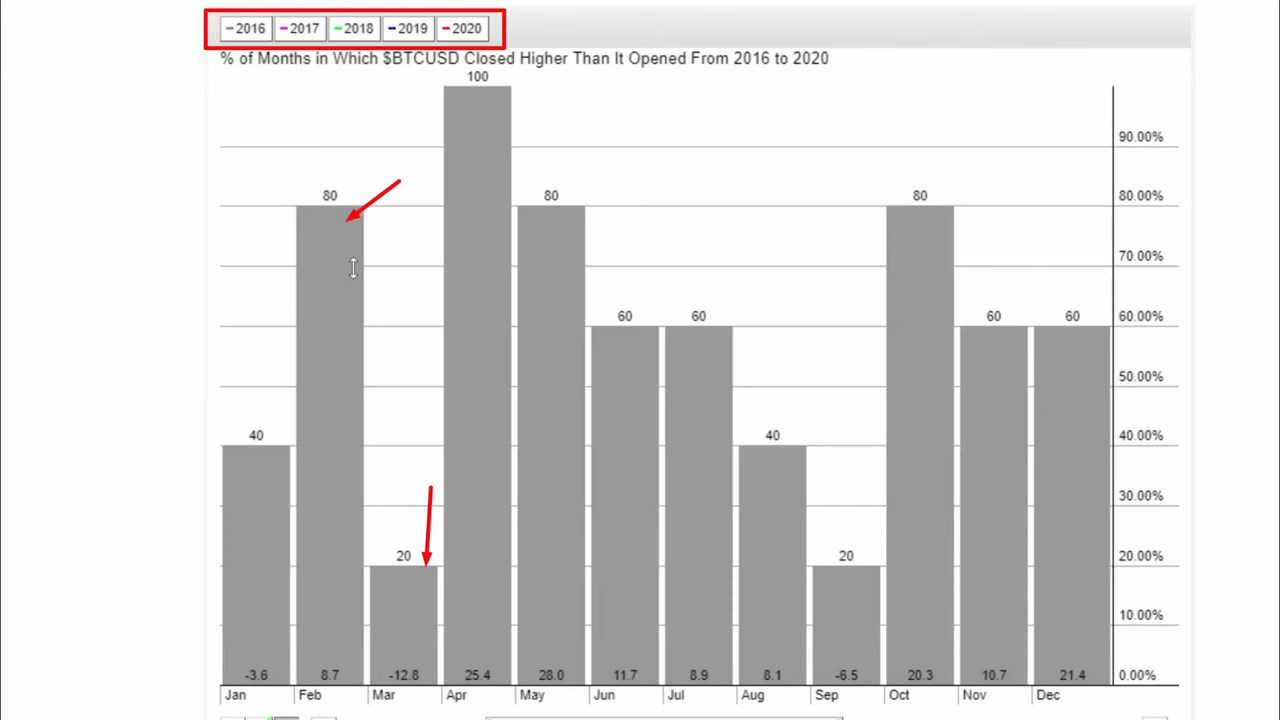 2016 2017 2018 2019 2020
% of Months in Which $BTCUSD Closed Higher Than It Opened From 2016 to 2020
100
90.00%
80 80 80 80.00%
70.00%
60 60 60 60 60.00%
50.00%
40 40 40.00%
30.00%
20 20 20.00%
10.00%
-3.6 8.7 -12.8 25.4 28.0 11.7 8.9 8.1 -6.5 20.3 10.7 21.4 0.00%
Jan Feb Mar Apr May Jun Jul Aug Sep Oct Nov Dec